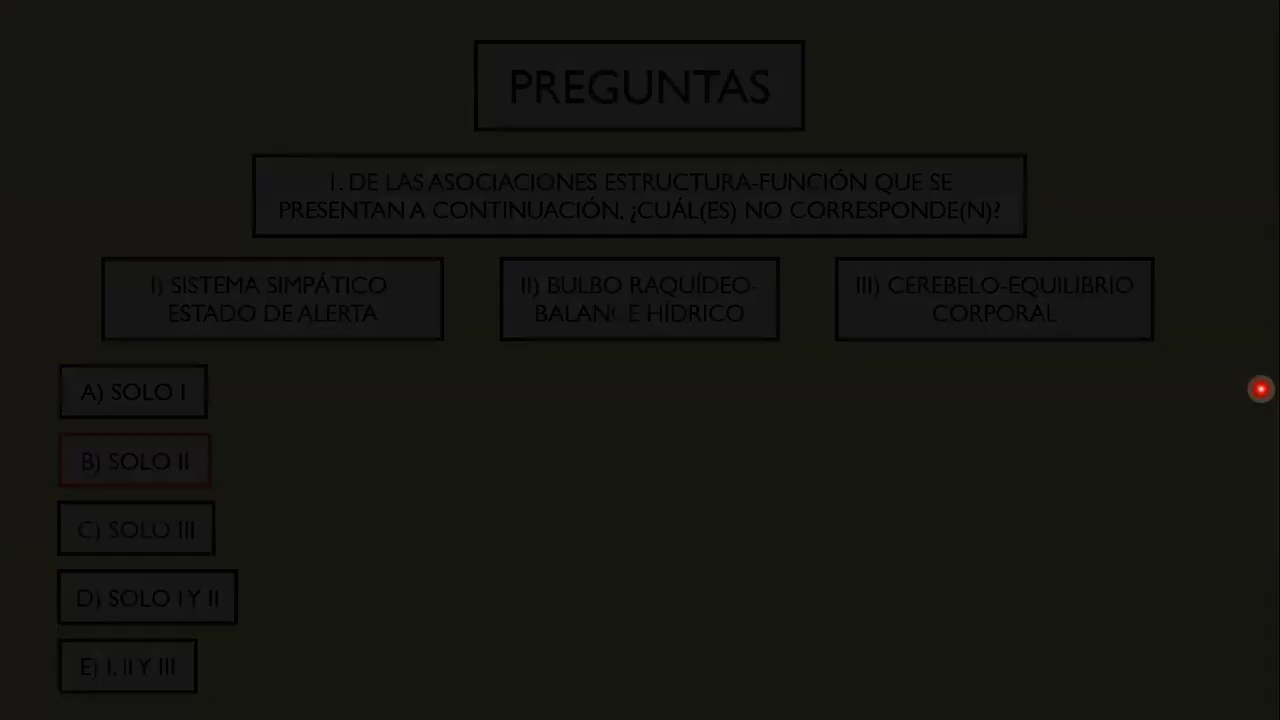 PREGUNTAS
1. DE LAS ASOCIACIONES ESTRUCTURA-FUNCIÓN QUE SE
PRESENTAN A CONTINUACIÓN, ¿CUÁL(ES) NO CORRESPONDE(N)?
I) SISTEMA SIMPÁTICO
ESTADO DE ALERTA
II) BULBO RAQUÍDEO-
BALANCE HÍDRICO
III) CEREBELO-EQUILIBRIO
CORPORAL
A) SOLO I
B) SOLO II
C) SOLO III
D) SOLO I Y II
E) I, II Y III